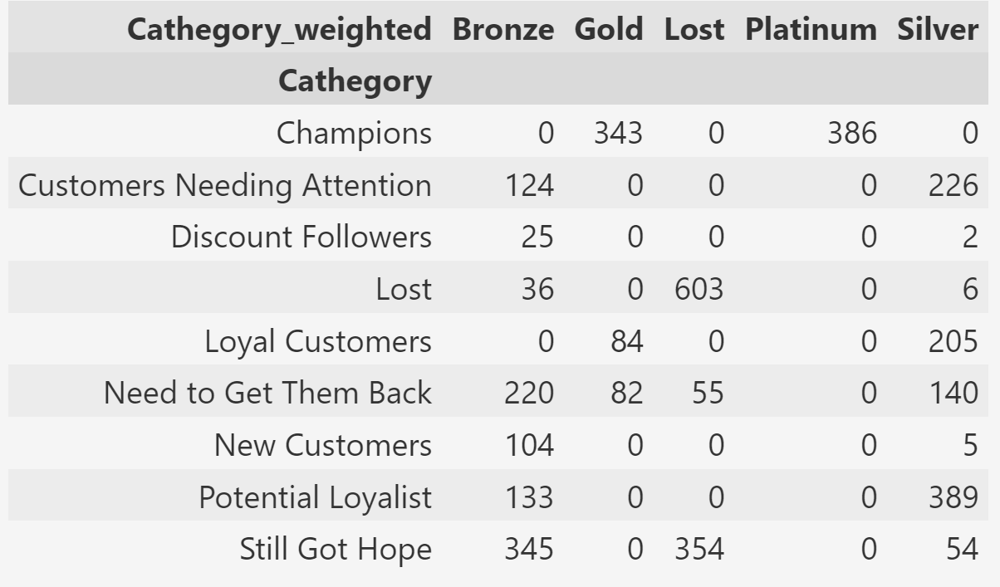 Cathegory_weighted Bronze Gold Lost Platinum Silver
Cathegory
Champions 0 343 0 386 0
Customers Needing Attention 124 0 0 0 226
Discount Followers 25 0 0 0 2
Lost 36 0 603 0 6
Loyal Customers 0 84 0 0 205
Need to Get Them Back 220 82 55 0 140
New Customers 104 0 0 0 5
Potential Loyalist 133 0 0 0 389
Still Got Hope 345 0 354 0 54